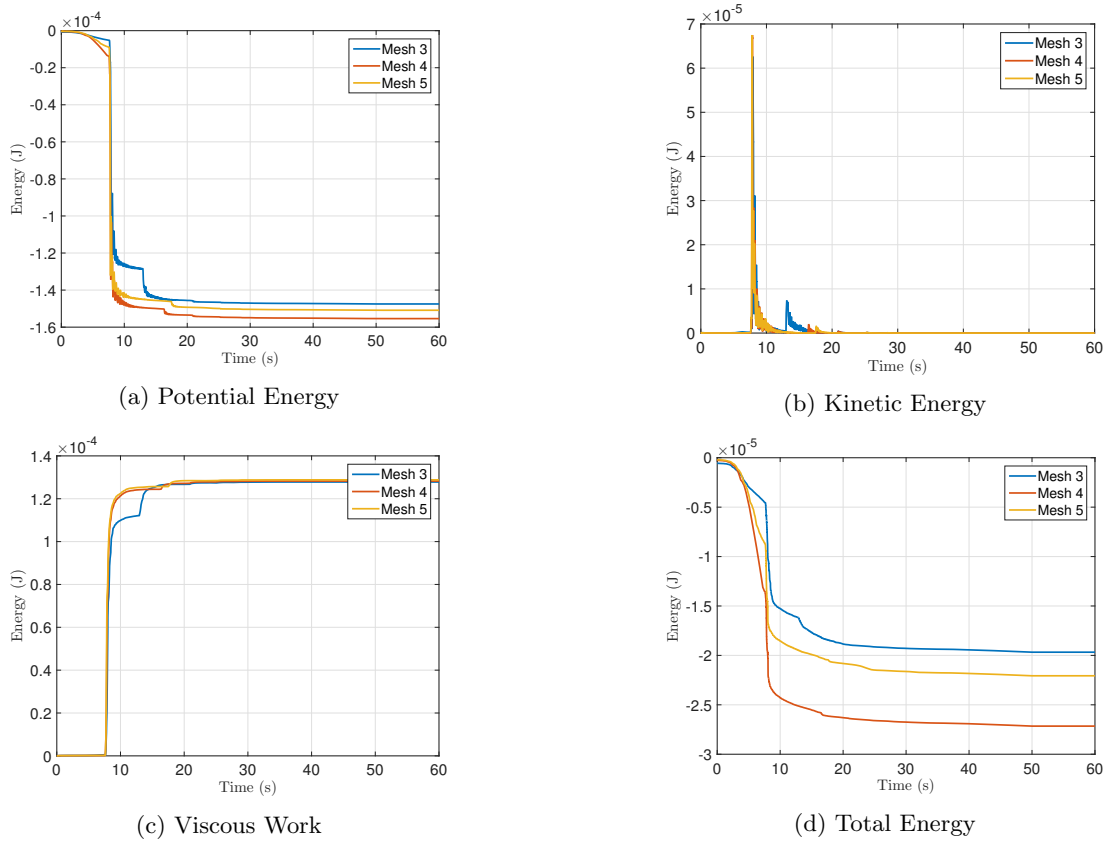 ×10⁻⁴
0
-0.2
-0.4
-0.6
-0.8
-1
-1.2
-1.4
-1.6
Energy (J)
0 10 20 30 40 50 60
Time (s)
Mesh 3
Mesh 4
Mesh 5
(a) Potential Energy
×10⁻⁵
7
6
5
4
3
2
1
0
Energy (J)
0 10 20 30 40 50 60
Time (s)
Mesh 3
Mesh 4
Mesh 5
(b) Kinetic Energy
×10⁻⁴
1.4
1.2
1
0.8
0.6
0.4
0.2
0
Energy (J)
0 10 20 30 40 50 60
Time (s)
Mesh 3
Mesh 4
Mesh 5
(c) Viscous Work
×10⁻⁵
0
-0.5
-1
-1.5
-2
-2.5
-3
Energy (J)
0 10 20 30 40 50 60
Time (s)
Mesh 3
Mesh 4
Mesh 5
(d) Total Energy